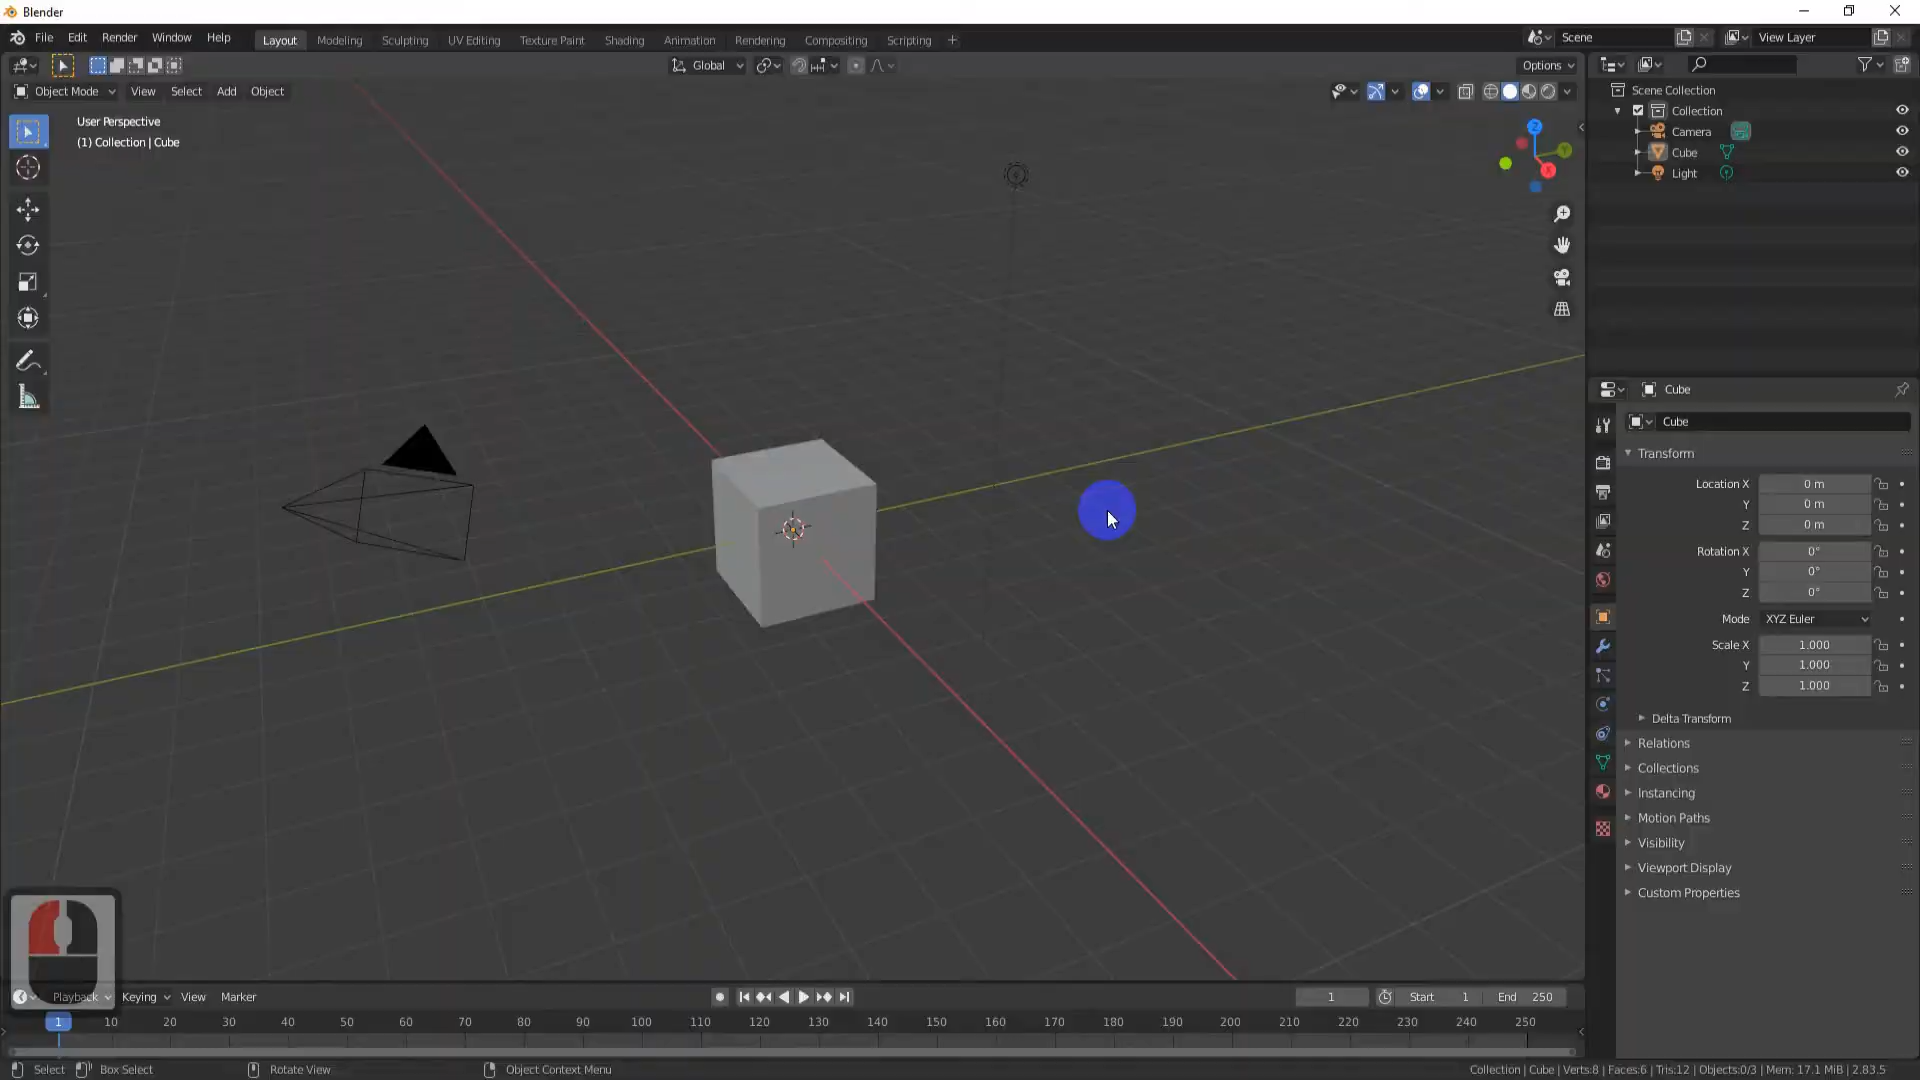 Blender
File Edit Render Window Help Layout Modeling Sculpting UV Editing Texture Paint Shading Animation Rendering Compositing Scripting + Scene View Layer
Global Options
Object Mode View Select Add Object
User Perspective
(1) Collection | Cube
Z
Y
X
Scene Collection
Collection
Camera
Cube
Light
Cube
Cube
Transform
Location X 0 m
Y 0 m
Z 0 m
Rotation X 0°
Y 0°
Z 0°
Mode XYZ Euler
Scale X 1.000
Y 1.000
Z 1.000
Delta Transform
Relations
Collections
Instancing
Motion Paths
Visibility
Viewport Display
Custom Properties
Playback Keying View Marker 1 Start 1 End 250
1 10 20 30 40 50 60 70 80 90 100 110 120 130 140 150 160 170 180 190 200 210 220 230 240 250
Select Box Select Rotate View Object Context Menu Collection | Cube | Verts:8 | Faces:6 | Tris:12 | Objects:0/3 | Mem: 17.1 MiB | 2.83.5